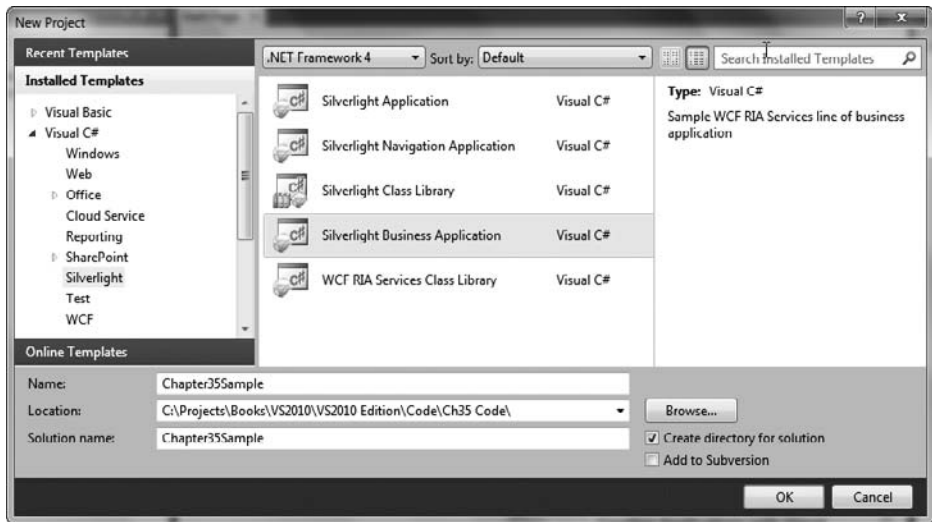 New Project
Recent Templates
Installed Templates
Visual Basic
Visual C#
Windows
Web
Office
Cloud Service
Reporting
SharePoint
Silverlight
Test
WCF
Online Templates
.NET Framework 4
Sort by: Default
Search Installed Templates
Silverlight Application Visual C#
Silverlight Navigation Application Visual C#
Silverlight Class Library Visual C#
Silverlight Business Application Visual C#
WCF RIA Services Class Library Visual C#
Type: Visual C#
Sample WCF RIA Services line of business
application
Name: Chapter35Sample
Location: C:\Projects\Books\VS2010\VS2010 Edition\Code\Ch35 Code\
Browse...
Solution name: Chapter35Sample
Create directory for solution
Add to Subversion
OK
Cancel